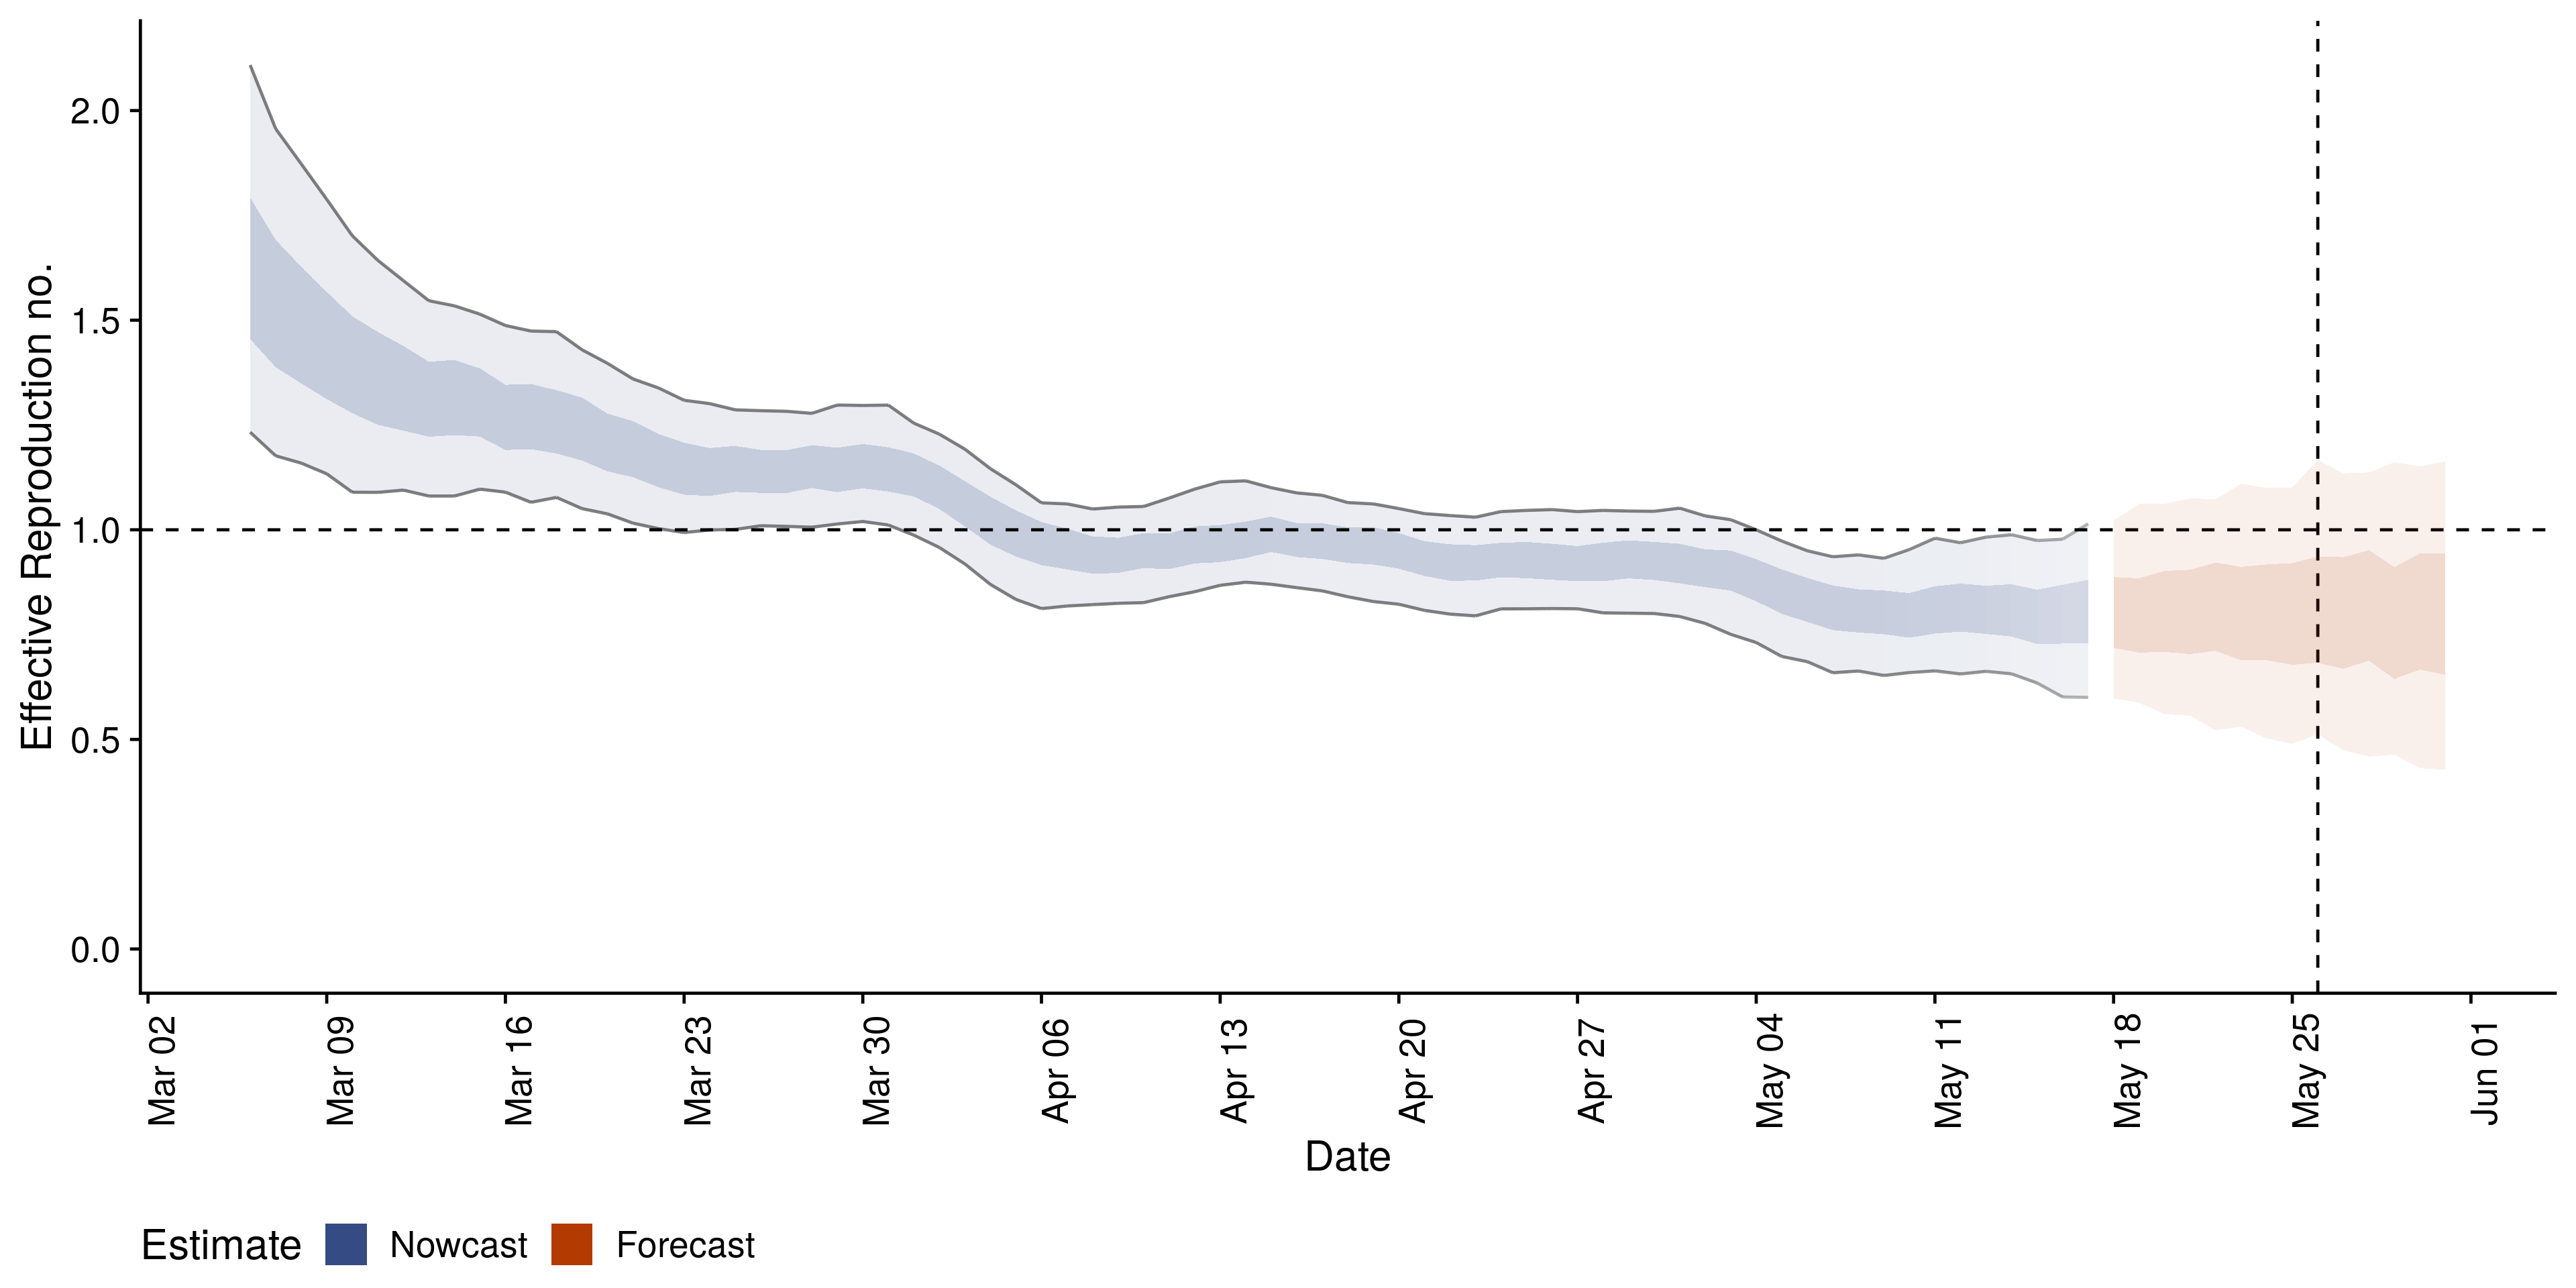 Effective Reproduction no.
2.0
1.5
1.0
0.5
0.0
Mar 02
Mar 09
Mar 16
Mar 23
Mar 30
Apr 06
Apr 13
Apr 20
Apr 27
May 04
May 11
May 18
May 25
Jun 01
Date
Estimate Nowcast Forecast